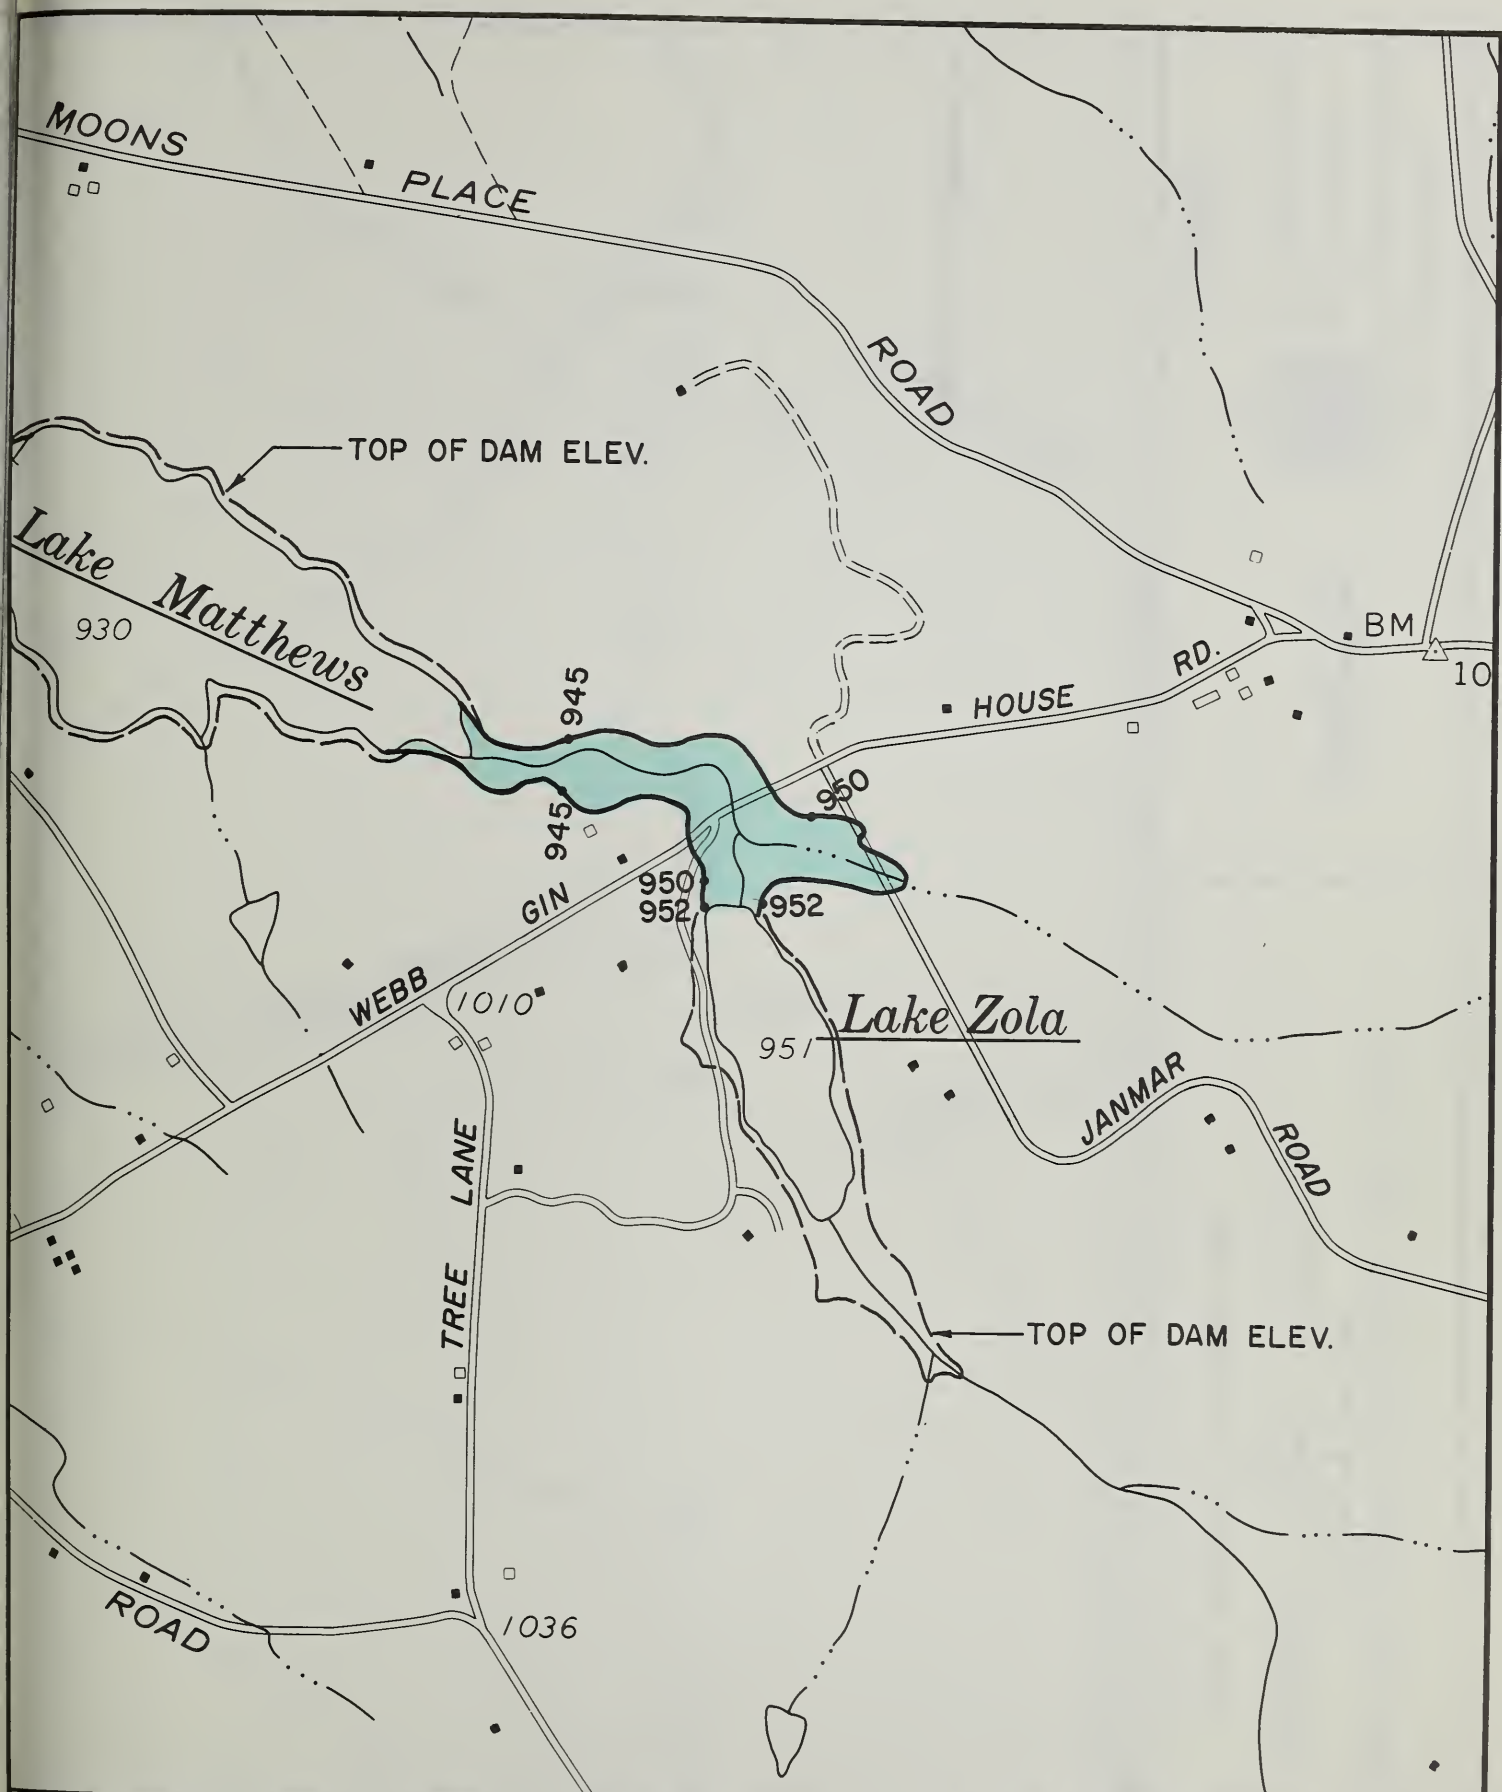 MOONS PLACE ROAD
TOP OF DAM ELEV.
Lake Matthews
930
BM
10
WEBB GIN HOUSE RD.
945
945
950
950
952
952
Lake Zola
951
1010
JANMAR ROAD
TREE LANE
TOP OF DAM ELEV.
ROAD
1036